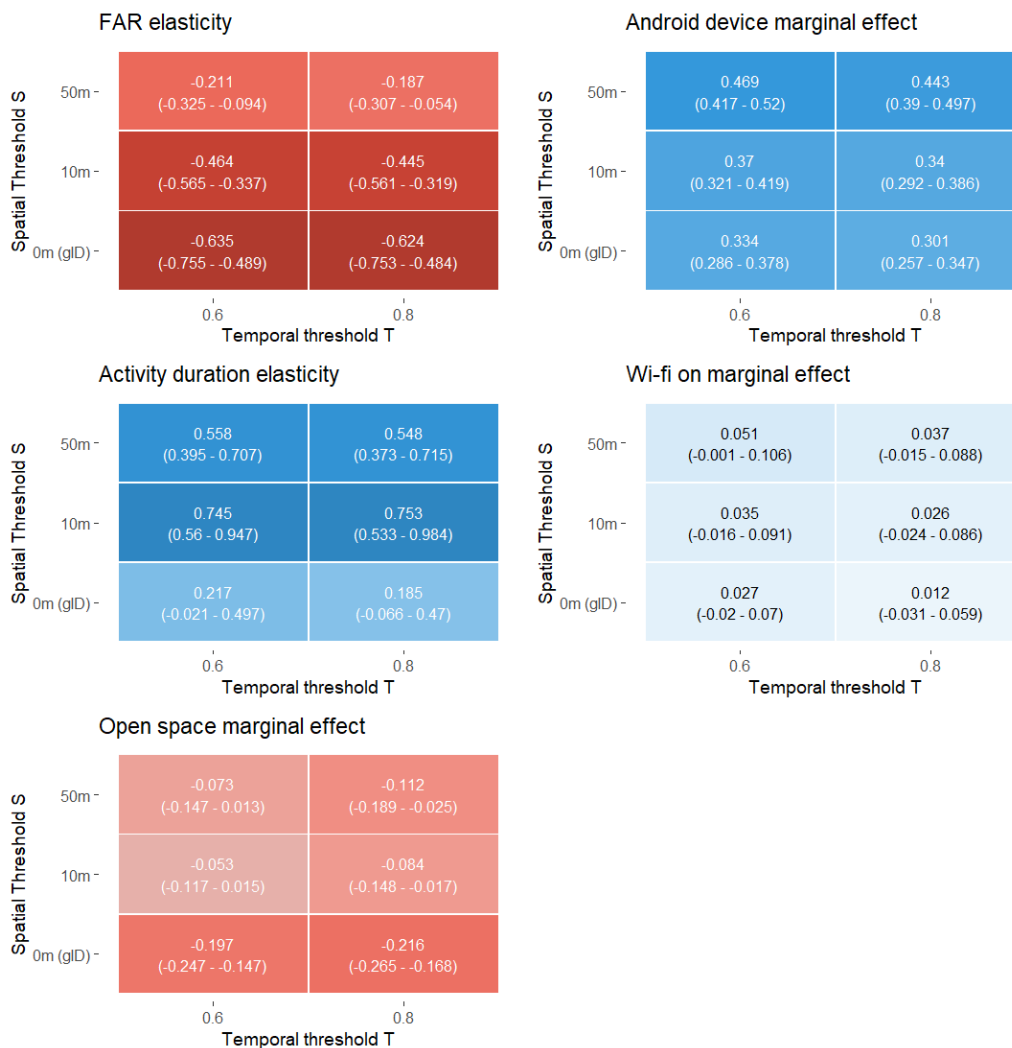 FAR elasticity
Spatial Threshold S
50m
-0.211
(-0.325 - -0.094)
-0.187
(-0.307 - -0.054)
10m
-0.464
(-0.565 - -0.337)
-0.445
(-0.561 - -0.319)
0m (gID)
-0.635
(-0.755 - -0.489)
-0.624
(-0.753 - -0.484)
0.6
0.8
Temporal threshold T
Android device marginal effect
Spatial Threshold S
50m
0.469
(0.417 - 0.52)
0.443
(0.39 - 0.497)
10m
0.37
(0.321 - 0.419)
0.34
(0.292 - 0.386)
0m (gID)
0.334
(0.286 - 0.378)
0.301
(0.257 - 0.347)
0.6
0.8
Temporal threshold T
Activity duration elasticity
Spatial Threshold S
50m
0.558
(0.395 - 0.707)
0.548
(0.373 - 0.715)
10m
0.745
(0.56 - 0.947)
0.753
(0.533 - 0.984)
0m (gID)
0.217
(-0.021 - 0.497)
0.185
(-0.066 - 0.47)
0.6
0.8
Temporal threshold T
Wi-fi on marginal effect
Spatial Threshold S
50m
0.051
(-0.001 - 0.106)
0.037
(-0.015 - 0.088)
10m
0.035
(-0.016 - 0.091)
0.026
(-0.024 - 0.086)
0m (gID)
0.027
(-0.02 - 0.07)
0.012
(-0.031 - 0.059)
0.6
0.8
Temporal threshold T
Open space marginal effect
Spatial Threshold S
50m
-0.073
(-0.147 - 0.013)
-0.112
(-0.189 - -0.025)
10m
-0.053
(-0.117 - 0.015)
-0.084
(-0.148 - -0.017)
0m (gID)
-0.197
(-0.247 - -0.147)
-0.216
(-0.265 - -0.168)
0.6
0.8
Temporal threshold T